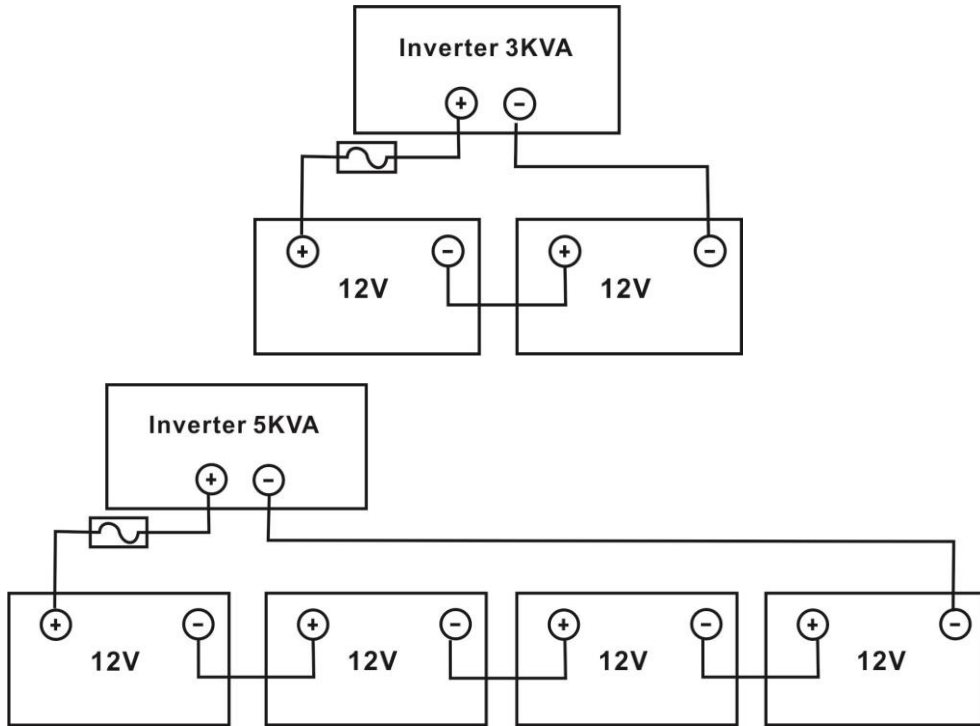 Inverter 3KVA
+ -
+ - + -
12V 12V
Inverter 5KVA
+ -
+ - + - + - + -
12V 12V 12V 12V